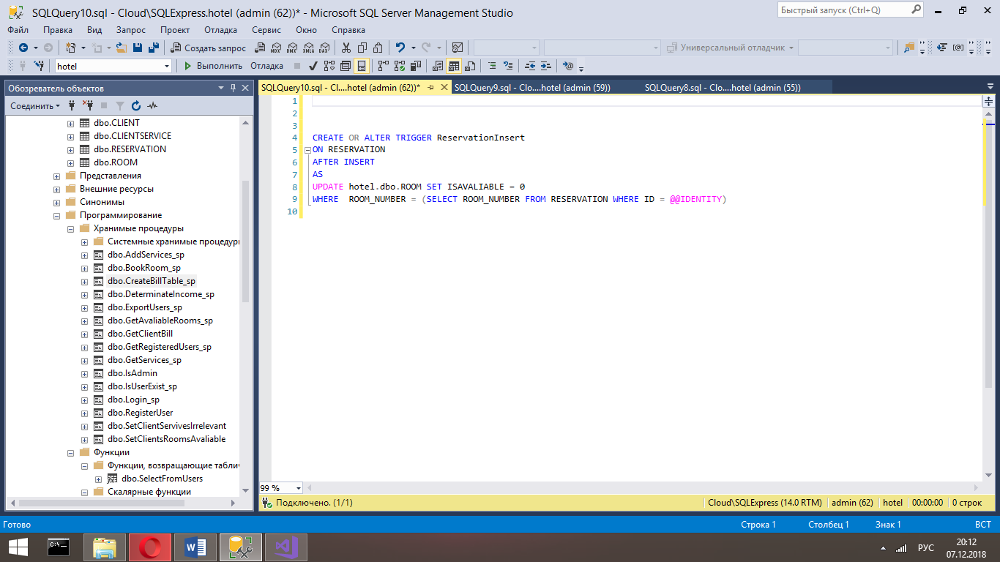 SQLQuery10.sql - Cloud\SQLExpress.hotel (admin (62))* - Microsoft SQL Server Management Studio
Быстрый запуск (Ctrl+Q)
Файл Правка Вид Запрос Проект Отладка Сервис Окно Справка
Создать запрос MDX DMX XMLA DAX Универсальный отладчик
hotel Выполнить Отладка
Обозреватель объектов
SQLQuery10.sql - Cl....hotel (admin (62))* SQLQuery9.sql - Clo....hotel (admin (59)) SQLQuery8.sql - Clo....hotel (admin (55))
Соединить
dbo.CLIENT
dbo.CLIENTSERVICE
dbo.RESERVATION
dbo.ROOM
Представления
Внешние ресурсы
Синонимы
Программирование
Хранимые процедуры
Системные хранимые процедуры
dbo.AddServices_sp
dbo.BookRoom_sp
dbo.CreateBillTable_sp
dbo.DeterminateIncome_sp
dbo.ExportUsers_sp
dbo.GetAvaliableRooms_sp
dbo.GetClientBill
dbo.GetRegisteredUsers_sp
dbo.GetServices_sp
dbo.IsAdmin
dbo.IsUserExist_sp
dbo.Login_sp
dbo.RegisterUser
dbo.SetClientServivesIrrelevant
dbo.SetClientsRoomsAvaliable
Функции
Функции, возвращающие табли
dbo.SelectFromUsers
Скалярные функции
1
2
3
4 CREATE OR ALTER TRIGGER ReservationInsert
5 ON RESERVATION
6 AFTER INSERT
7 AS
8 UPDATE hotel.dbo.ROOM SET ISAVALIABLE = 0
9 WHERE ROOM_NUMBER = (SELECT ROOM_NUMBER FROM RESERVATION WHERE ID = @@IDENTITY)
10
99 %
Подключено. (1/1) Cloud\SQLExpress (14.0 RTM) admin (62) hotel 00:00:00 0 строк
Готово Строка 1 Столбец 1 Знак 1 ВСТ
C:\_
РУС
20:12
07.12.2018